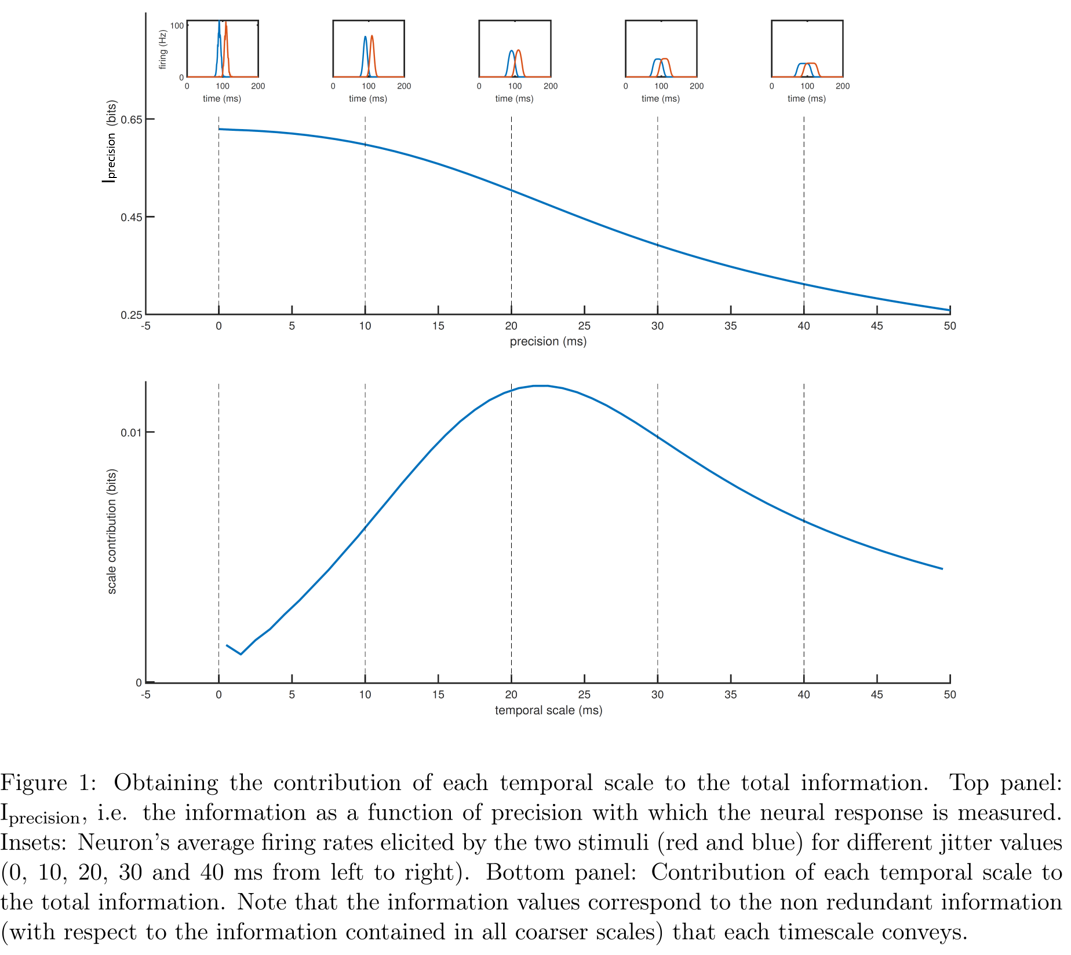 100
firing (Hz)
0
0 100 200
time (ms)
0 100 200
time (ms)
0 100 200
time (ms)
0 100 200
time (ms)
0 100 200
time (ms)
Iprecision (bits)
0.65
0.45
0.25
-5 0 5 10 15 20 25 30 35 40 45 50
precision (ms)
scale contribution (bits)
0.01
0
-5 0 5 10 15 20 25 30 35 40 45 50
temporal scale (ms)
Figure 1: Obtaining the contribution of each temporal scale to the total information. Top panel:
Iprecision, i.e. the information as a function of precision with which the neural response is measured.
Insets: Neuron's average firing rates elicited by the two stimuli (red and blue) for different jitter values
(0, 10, 20, 30 and 40 ms from left to right). Bottom panel: Contribution of each temporal scale to
the total information. Note that the information values correspond to the non redundant information
(with respect to the information contained in all coarser scales) that each timescale conveys.